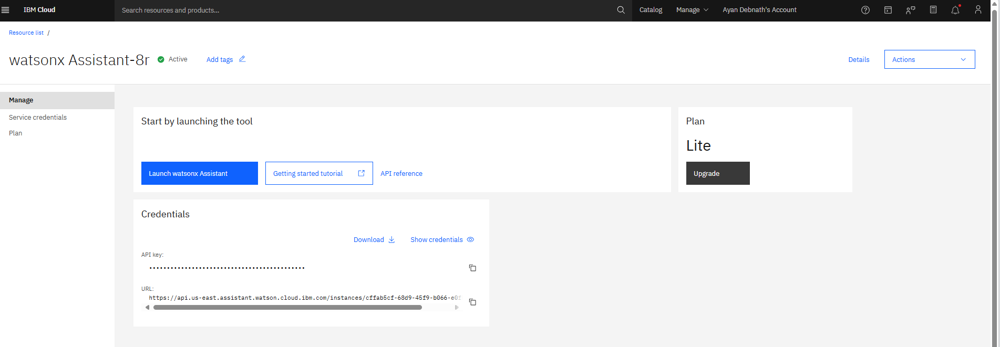 IBM Cloud
Search resources and products...
Catalog
Manage
Ayan Debnath's Account
Resource list /
watsonx Assistant-8r
Active
Add tags
Details
Actions
Manage
Service credentials
Plan
Start by launching the tool
Launch watsonx Assistant
Getting started tutorial
API reference
Plan
Lite
Upgrade
Credentials
Download
Show credentials
API key:
URL:
https://api.us-east.assistant.watson.cloud.ibm.com/instances/cffab5cf-68d9-45f9-b066-e0f